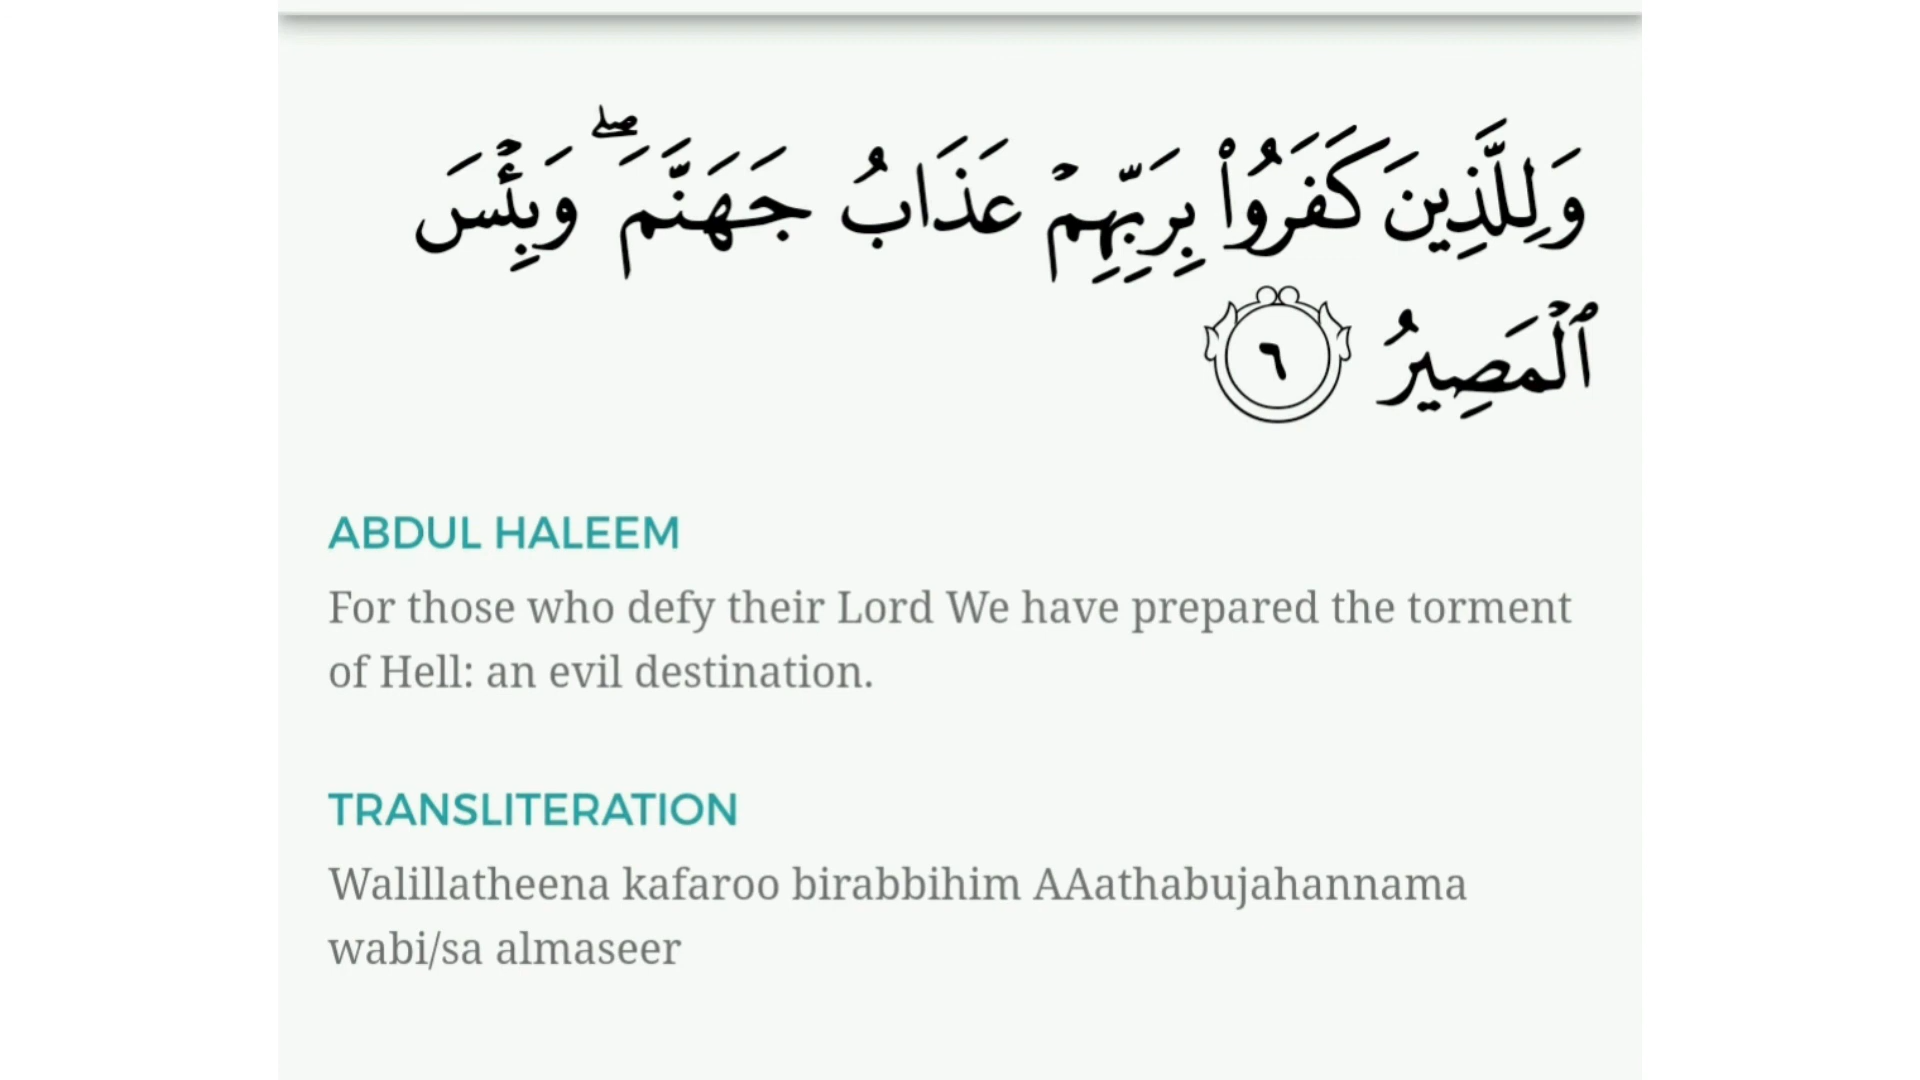 وَلِلَّذِينَ كَفَرُوا۟ بِرَبِّهِمْ عَذَابُ جَهَنَّمَ ۖ وَبِئْسَ
ٱلْمَصِيرُ ٦
ABDUL HALEEM
For those who defy their Lord We have prepared the torment
of Hell: an evil destination.
TRANSLITERATION
Walillatheena kafaroo birabbihim AAathabujahannama
wabi/sa almaseer